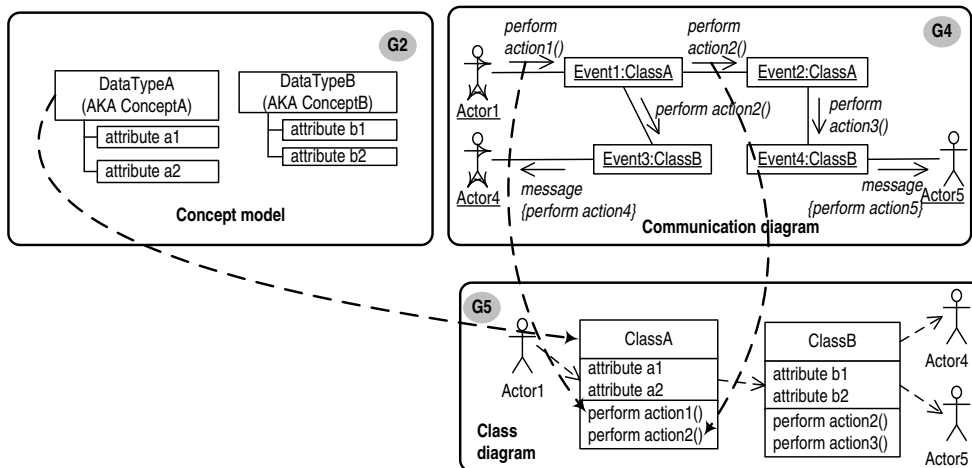 G2
DataTypeA
(AKA ConceptA)
attribute a1
attribute a2
DataTypeB
(AKA ConceptB)
attribute b1
attribute b2
Concept model
G4
perform
action1()
perform
action2()
Event1:ClassA
Event2:ClassA
Actor1
perform action2()
perform
action3()
Event3:ClassB
Event4:ClassB
Actor4
message
{perform action4}
message
{perform action5}
Actor5
Communication diagram
G5
Actor1
ClassA
attribute a1
attribute a2
perform action1()
perform action2()
ClassB
attribute b1
attribute b2
perform action2()
perform action3()
Actor4
Actor5
Class
diagram